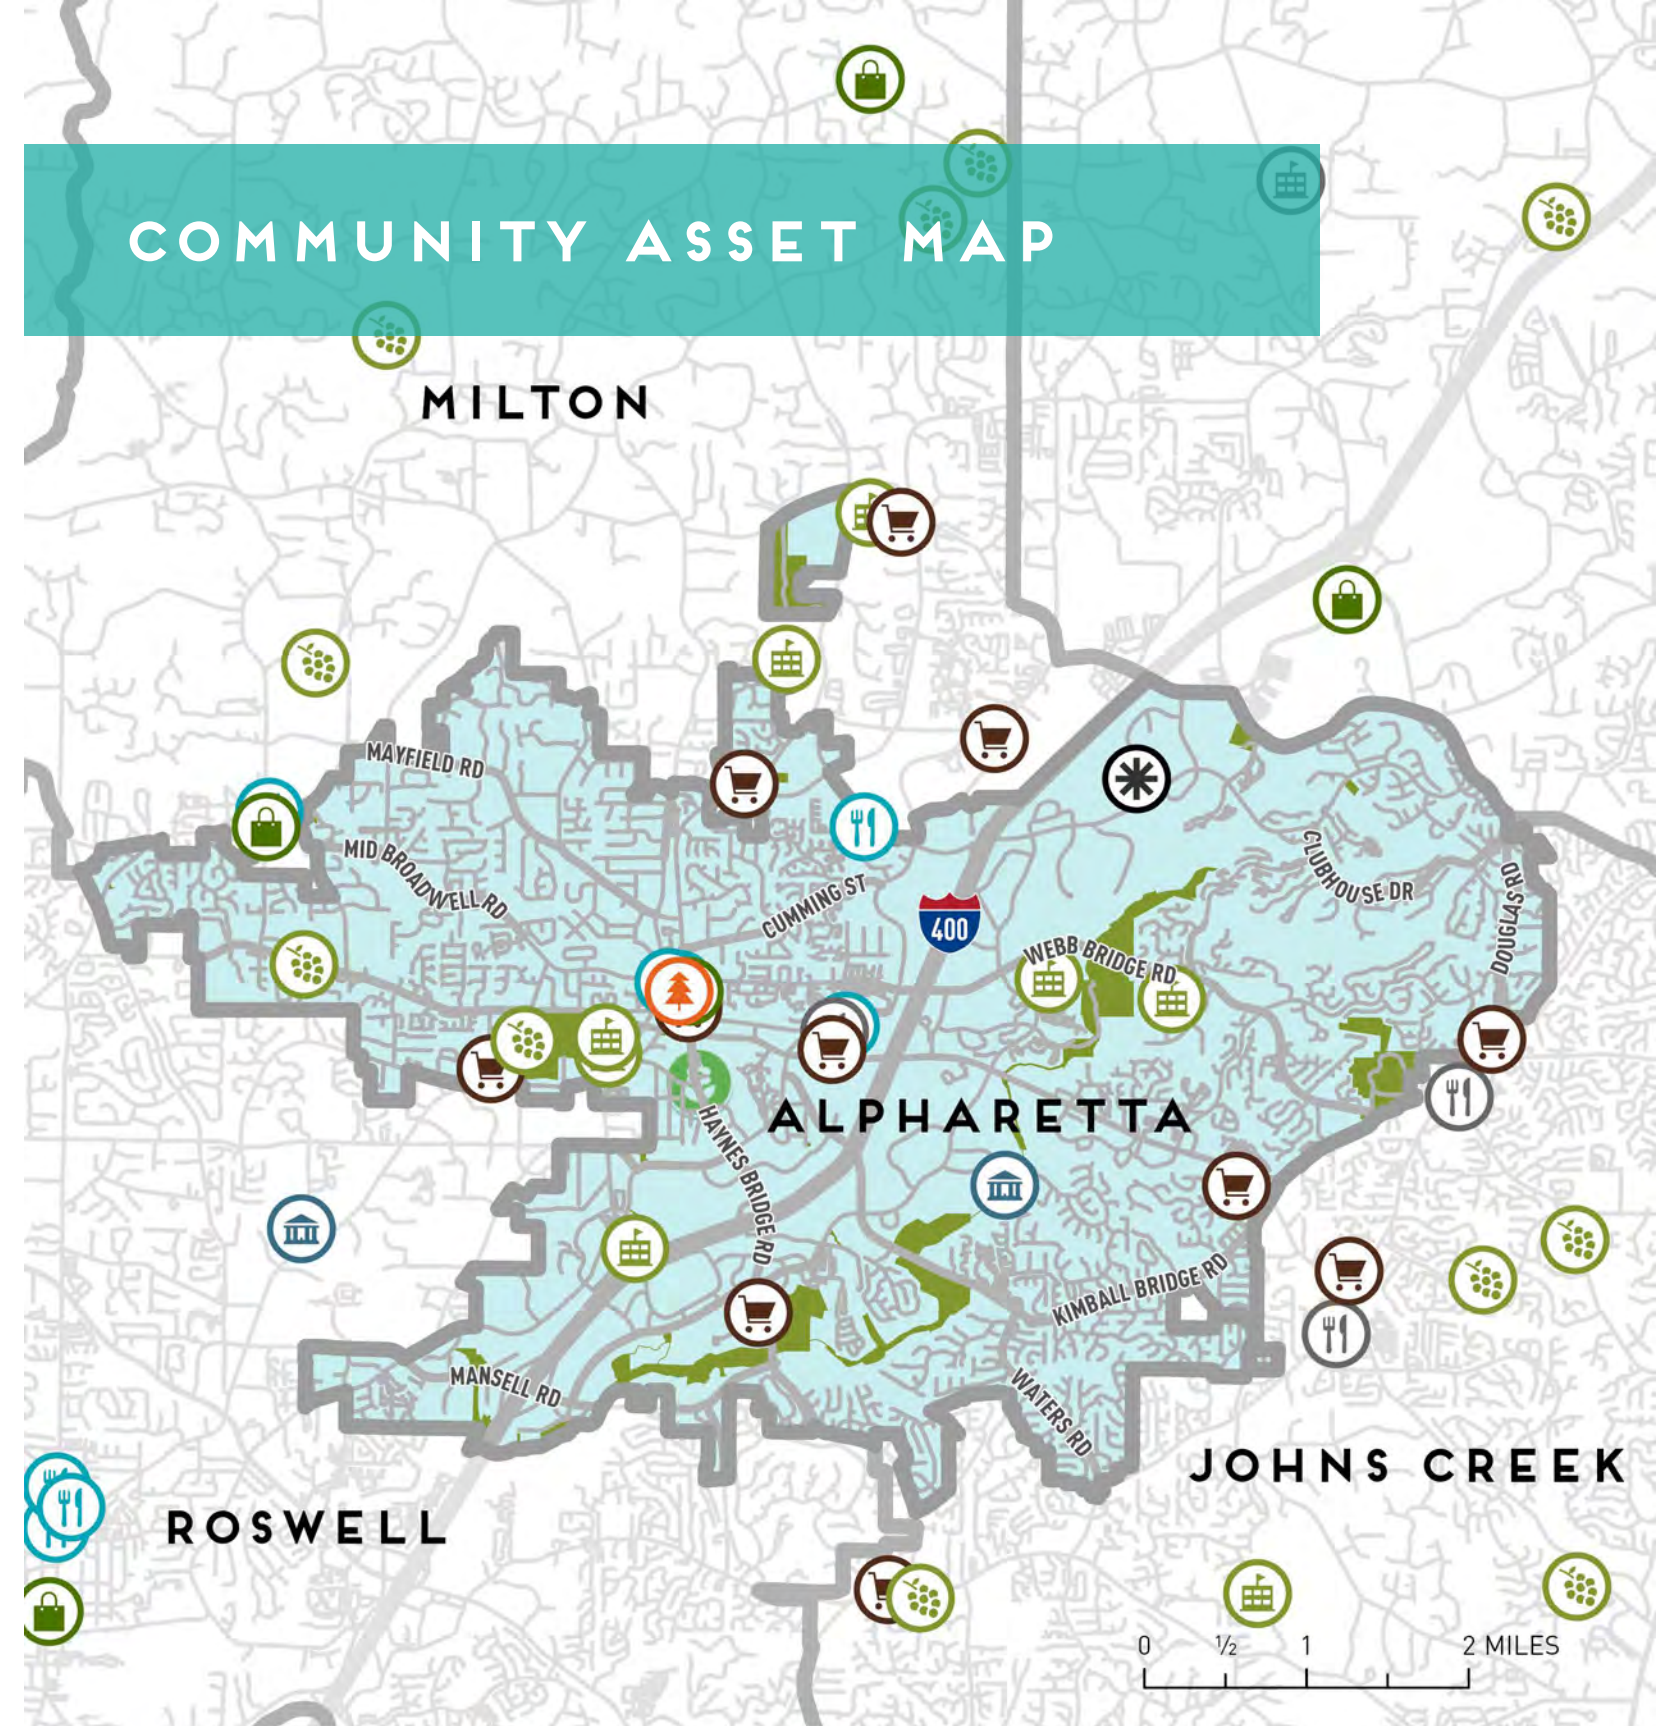 COMMUNITY ASSET MAP
MILTON
MAYFIELD RD
MID BROADWELL RD
CUMMING ST
400
CLUBHOUSE DR
DOUGLAS RD
WEBB BRIDGE RD
ALPHARETTA
HAYNES BRIDGE RD
KIMBALL BRIDGE RD
MANSELL RD
WATERS RD
JOHNS CREEK
ROSWELL
0 1/2 1 2 MILES